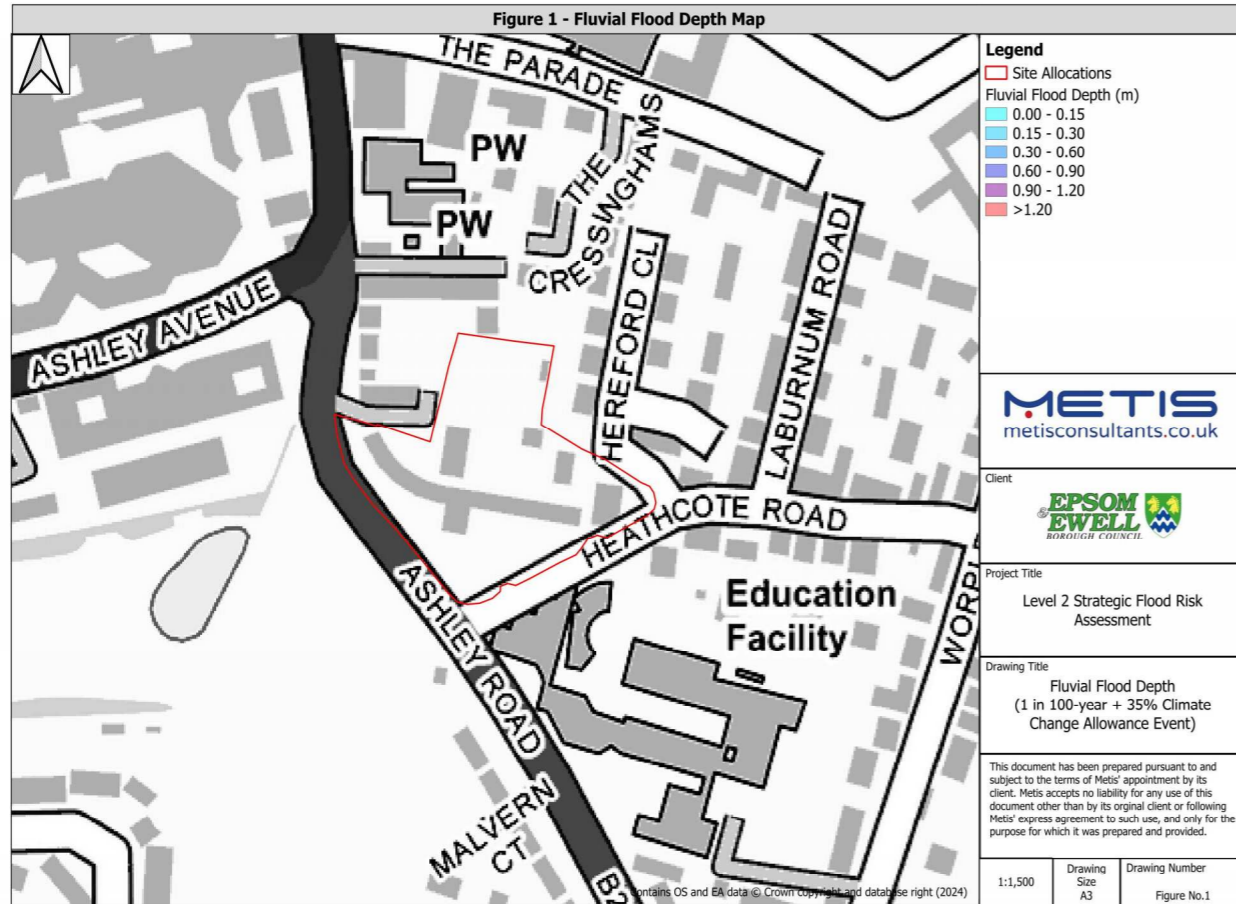 Figure 1 - Fluvial Flood Depth Map
THE PARADE
PW
PW
THE
CRESSINGHAMS
HEREFORD CL
LABURNUM ROAD
ASHLEY AVENUE
HEATHCOTE ROAD
ASHLEY ROAD
Education
Facility
MALVERN
CT
Legend
Site Allocations
Fluvial Flood Depth (m)
0.00 - 0.15
0.15 - 0.30
0.30 - 0.60
0.60 - 0.90
0.90 - 1.20
>1.20
METIS
metisconsultants.co.uk
Client
EPSOM
& EWELL
BOROUGH COUNCIL
Project Title
Level 2 Strategic Flood Risk
Assessment
Drawing Title
Fluvial Flood Depth
(1 in 100-year + 35% Climate
Change Allowance Event)
This document has been prepared pursuant to and
subject to the terms of Metis' appointment by its
client. Metis accepts no liability for any use of this
document other than by its orginal client or following
Metis' express agreement to such use, and only for the
purpose for which it was prepared and provided.
1:1,500
Drawing
Size
A3
Drawing Number
Figure No.1
ontains OS and EA data © Crown copyright and database right (2024)